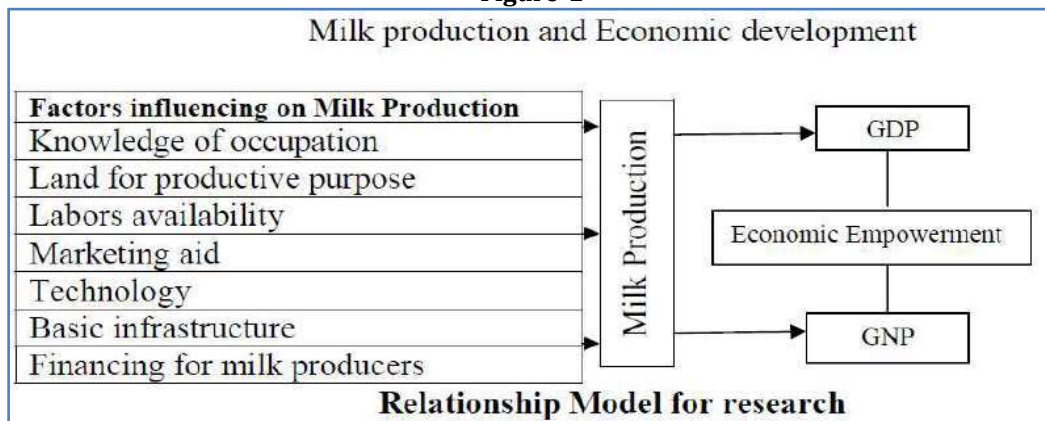 Milk production and Economic development
Factors influencing on Milk Production
Knowledge of occupation
Land for productive purpose
Labors availability
Marketing aid
Technology
Basic infrastructure
Financing for milk producers
Milk Production
GDP
Economic Empowerment
GNP
Relationship Model for research